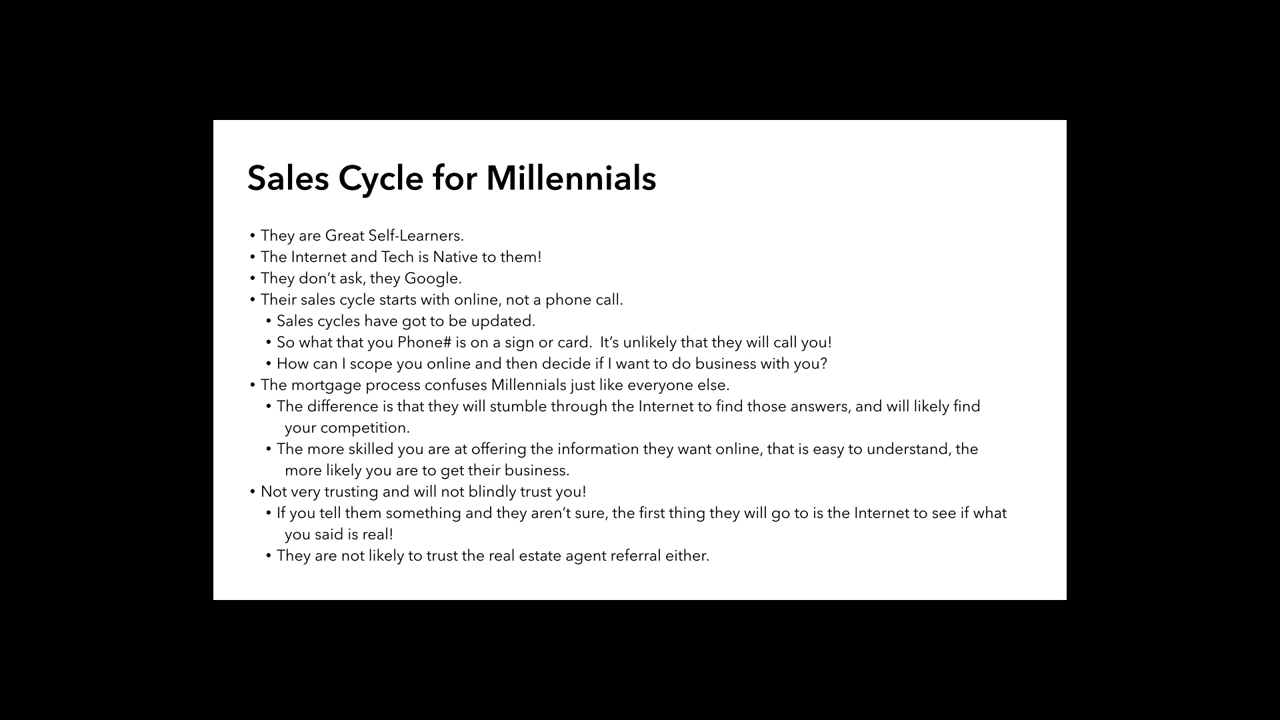 Sales Cycle for Millennials
• They are Great Self-Learners.
• The Internet and Tech is Native to them!
• They don’t ask, they Google.
• Their sales cycle starts with online, not a phone call.
• Sales cycles have got to be updated.
• So what that you Phone# is on a sign or card.  It’s unlikely that they will call you!
• How can I scope you online and then decide if I want to do business with you?
• The mortgage process confuses Millennials just like everyone else.
• The difference is that they will stumble through the Internet to find those answers, and will likely find
your competition.
• The more skilled you are at offering the information they want online, that is easy to understand, the
more likely you are to get their business.
• Not very trusting and will not blindly trust you!
• If you tell them something and they aren’t sure, the first thing they will go to is the Internet to see if what
you said is real!
• They are not likely to trust the real estate agent referral either.